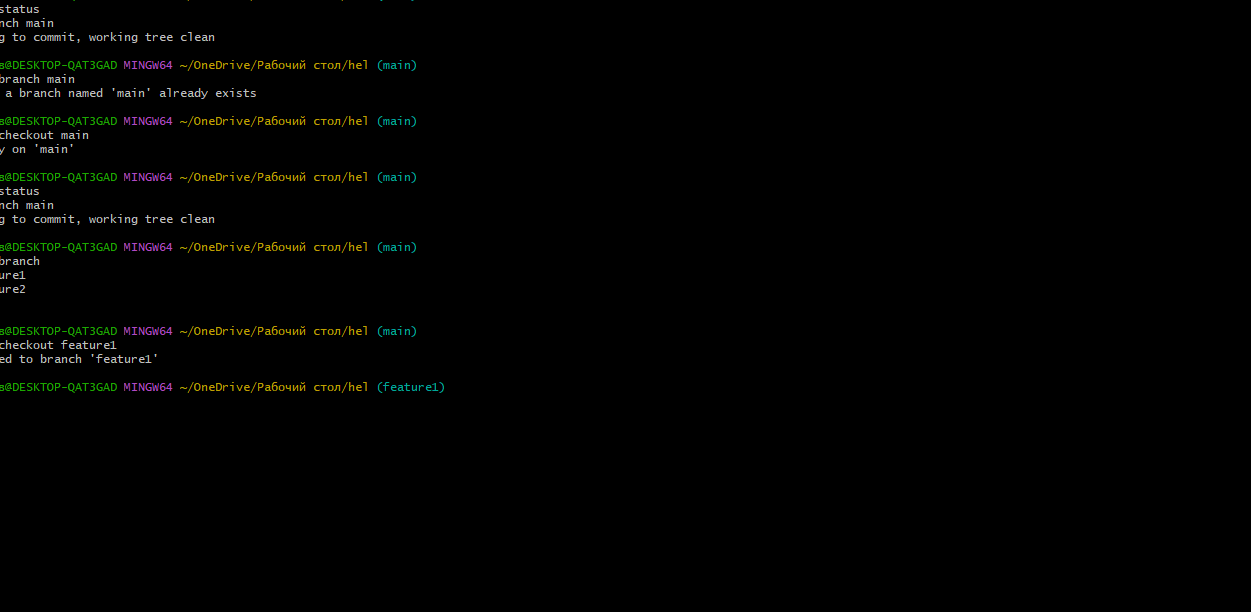 status
nch main
g to commit, working tree clean
s@DESKTOP-QAT3GAD MINGW64 ~/OneDrive/Рабочий стол/hel (main)
branch main
a branch named 'main' already exists
s@DESKTOP-QAT3GAD MINGW64 ~/OneDrive/Рабочий стол/hel (main)
checkout main
y on 'main'
s@DESKTOP-QAT3GAD MINGW64 ~/OneDrive/Рабочий стол/hel (main)
status
nch main
g to commit, working tree clean
s@DESKTOP-QAT3GAD MINGW64 ~/OneDrive/Рабочий стол/hel (main)
branch
ure1
ure2
s@DESKTOP-QAT3GAD MINGW64 ~/OneDrive/Рабочий стол/hel (main)
checkout feature1
ed to branch 'feature1'
s@DESKTOP-QAT3GAD MINGW64 ~/OneDrive/Рабочий стол/hel (feature1)